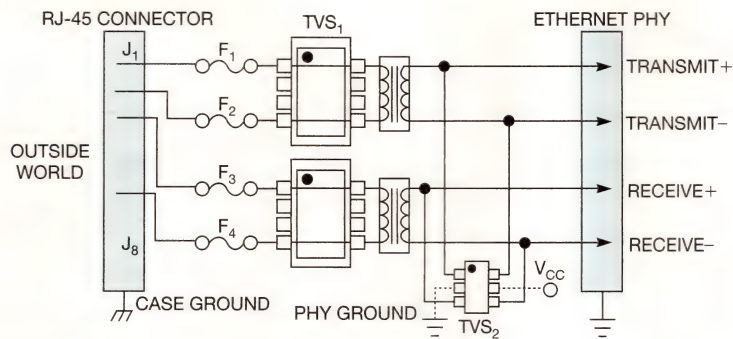 RJ-45 CONNECTOR
TVS1
ETHERNET PHY
J1
F1
TRANSMIT+
F2
TRANSMIT–
OUTSIDE
WORLD
F3
RECEIVE+
F4
J8
RECEIVE–
VCC
CASE GROUND
PHY GROUND
TVS2